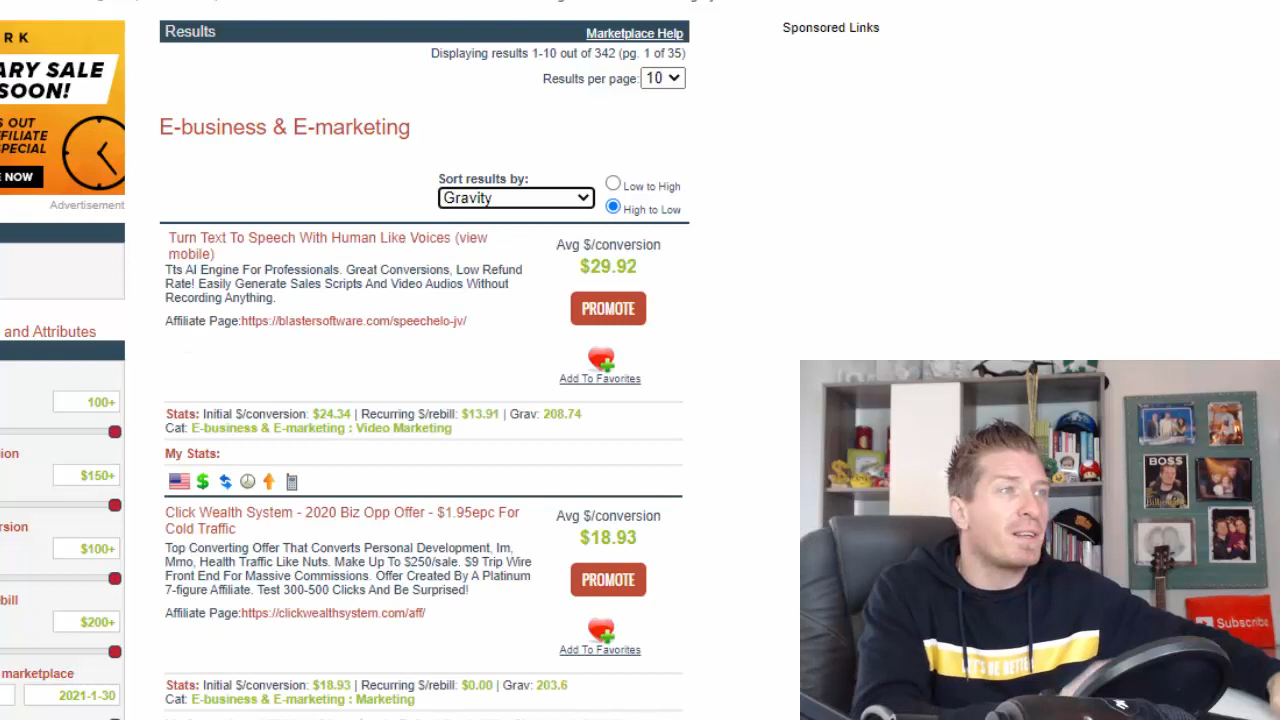 RK
ARY SALE
SOON!
S OUT
FFILIATE
SPECIAL
E NOW
Advertisement
and Attributes
100+
ion
$150+
rsion
$100+
bill
$200+
marketplace
2021-1-30
Results
Marketplace Help
Displaying results 1-10 out of 342 (pg. 1 of 35)
Results per page: 10
E-business & E-marketing
Sort results by:
Gravity
Low to High
High to Low
Turn Text To Speech With Human Like Voices (view
mobile)
Tts AI Engine For Professionals. Great Conversions, Low Refund
Rate! Easily Generate Sales Scripts And Video Audios Without
Recording Anything.
Affiliate Page:https://blastersoftware.com/speechelo-jv/
Avg $/conversion
$29.92
PROMOTE
Add To Favorites
Stats: Initial $/conversion: $24.34 | Recurring $/rebill: $13.91 | Grav: 208.74
Cat: E-business & E-marketing : Video Marketing
My Stats:
Click Wealth System - 2020 Biz Opp Offer - $1.95epc For
Cold Traffic
Top Converting Offer That Converts Personal Development, Im,
Mmo, Health Traffic Like Nuts. Make Up To $250/sale. $9 Trip Wire
Front End For Massive Commissions. Offer Created By A Platinum
7-figure Affiliate. Test 300-500 Clicks And Be Surprised!
Affiliate Page:https://clickwealthsystem.com/aff/
Avg $/conversion
$18.93
PROMOTE
Add To Favorites
Stats: Initial $/conversion: $18.93 | Recurring $/rebill: $0.00 | Grav: 203.6
Cat: E-business & E-marketing : Marketing
Sponsored Links
BOSS
Subscribe
LET'S BE BETTER